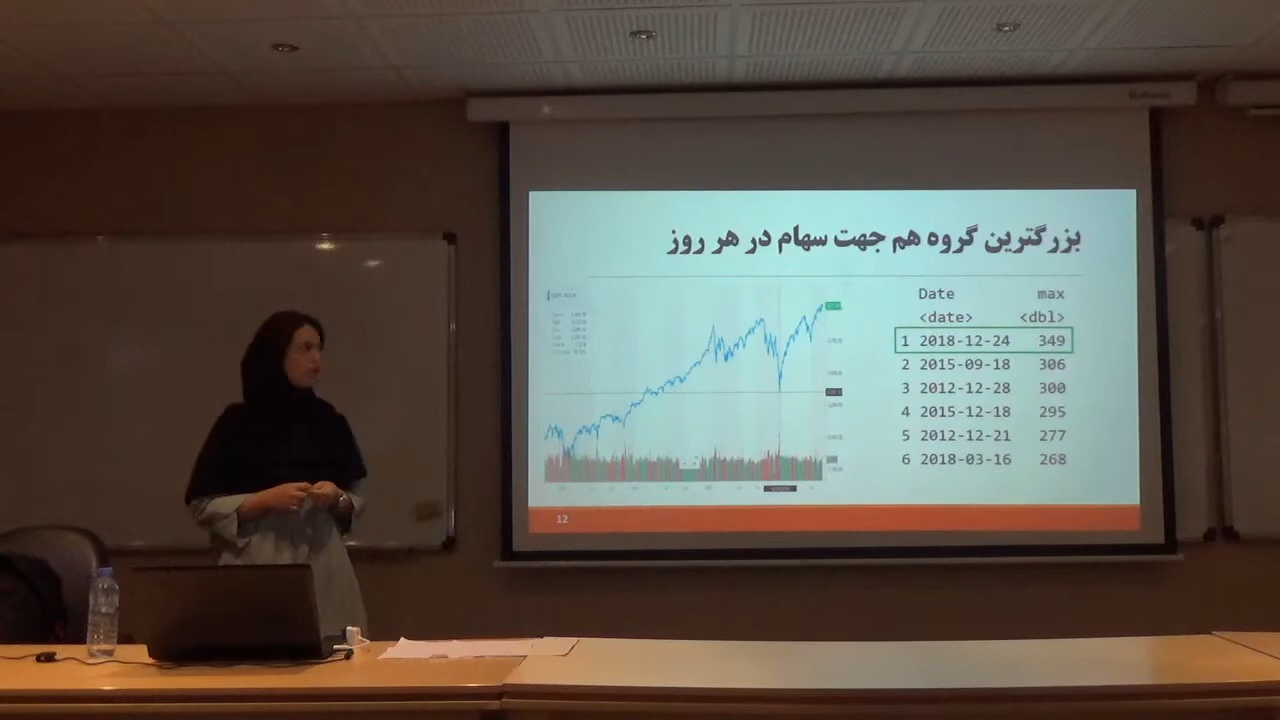 بزرگترین گروه هم جهت سهام در هر روز
Date max
<date> <dbl>
1 2018-12-24 349
2 2015-09-18 306
3 2012-12-28 300
4 2015-12-18 295
5 2012-12-21 277
6 2018-03-16 268
12